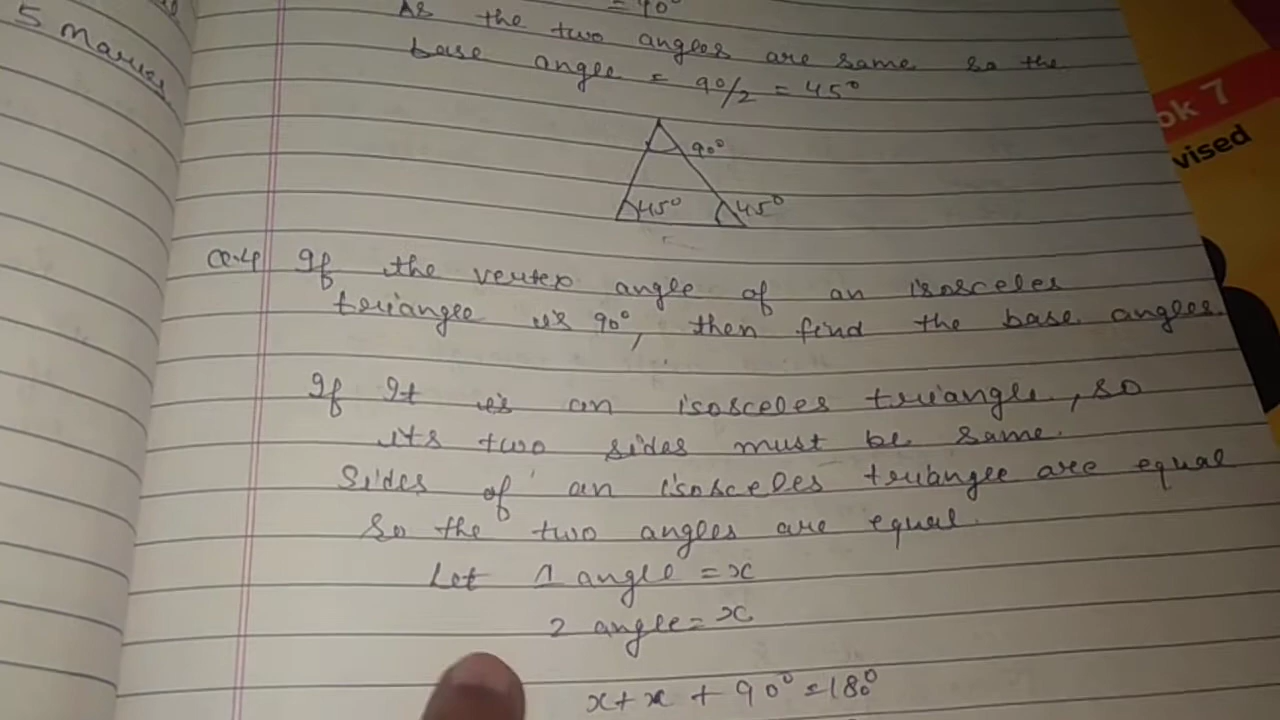 = 90°
5 Marks
As the two angles are same so the
base angle = 90/2 = 45°
90°
45° 45°
Q.4 If the vertex angle of an isosceles
triangle is 90°, then find the base angles.
If It is an isosceles triangle, so
its two sides must be same.
Sides of an isosceles triangle are equal
So the two angles are equal.
Let 1 angle = x
2 angle = x
x + x + 90° = 180°
ok 7
vised